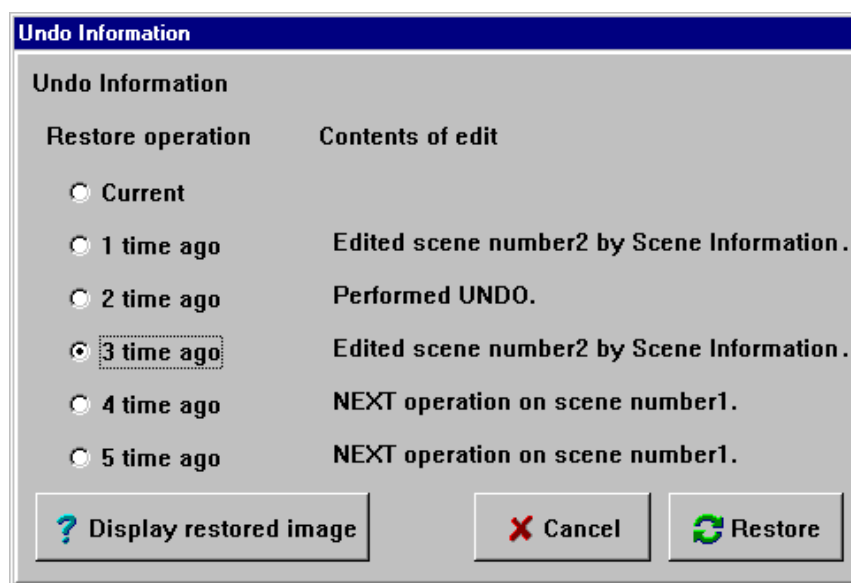 Undo Information
Undo Information
Restore operation Contents of edit
Current
1 time ago Edited scene number2 by Scene Information.
2 time ago Performed UNDO.
3 time ago Edited scene number2 by Scene Information.
4 time ago NEXT operation on scene number1.
5 time ago NEXT operation on scene number1.
? Display restored image Cancel Restore